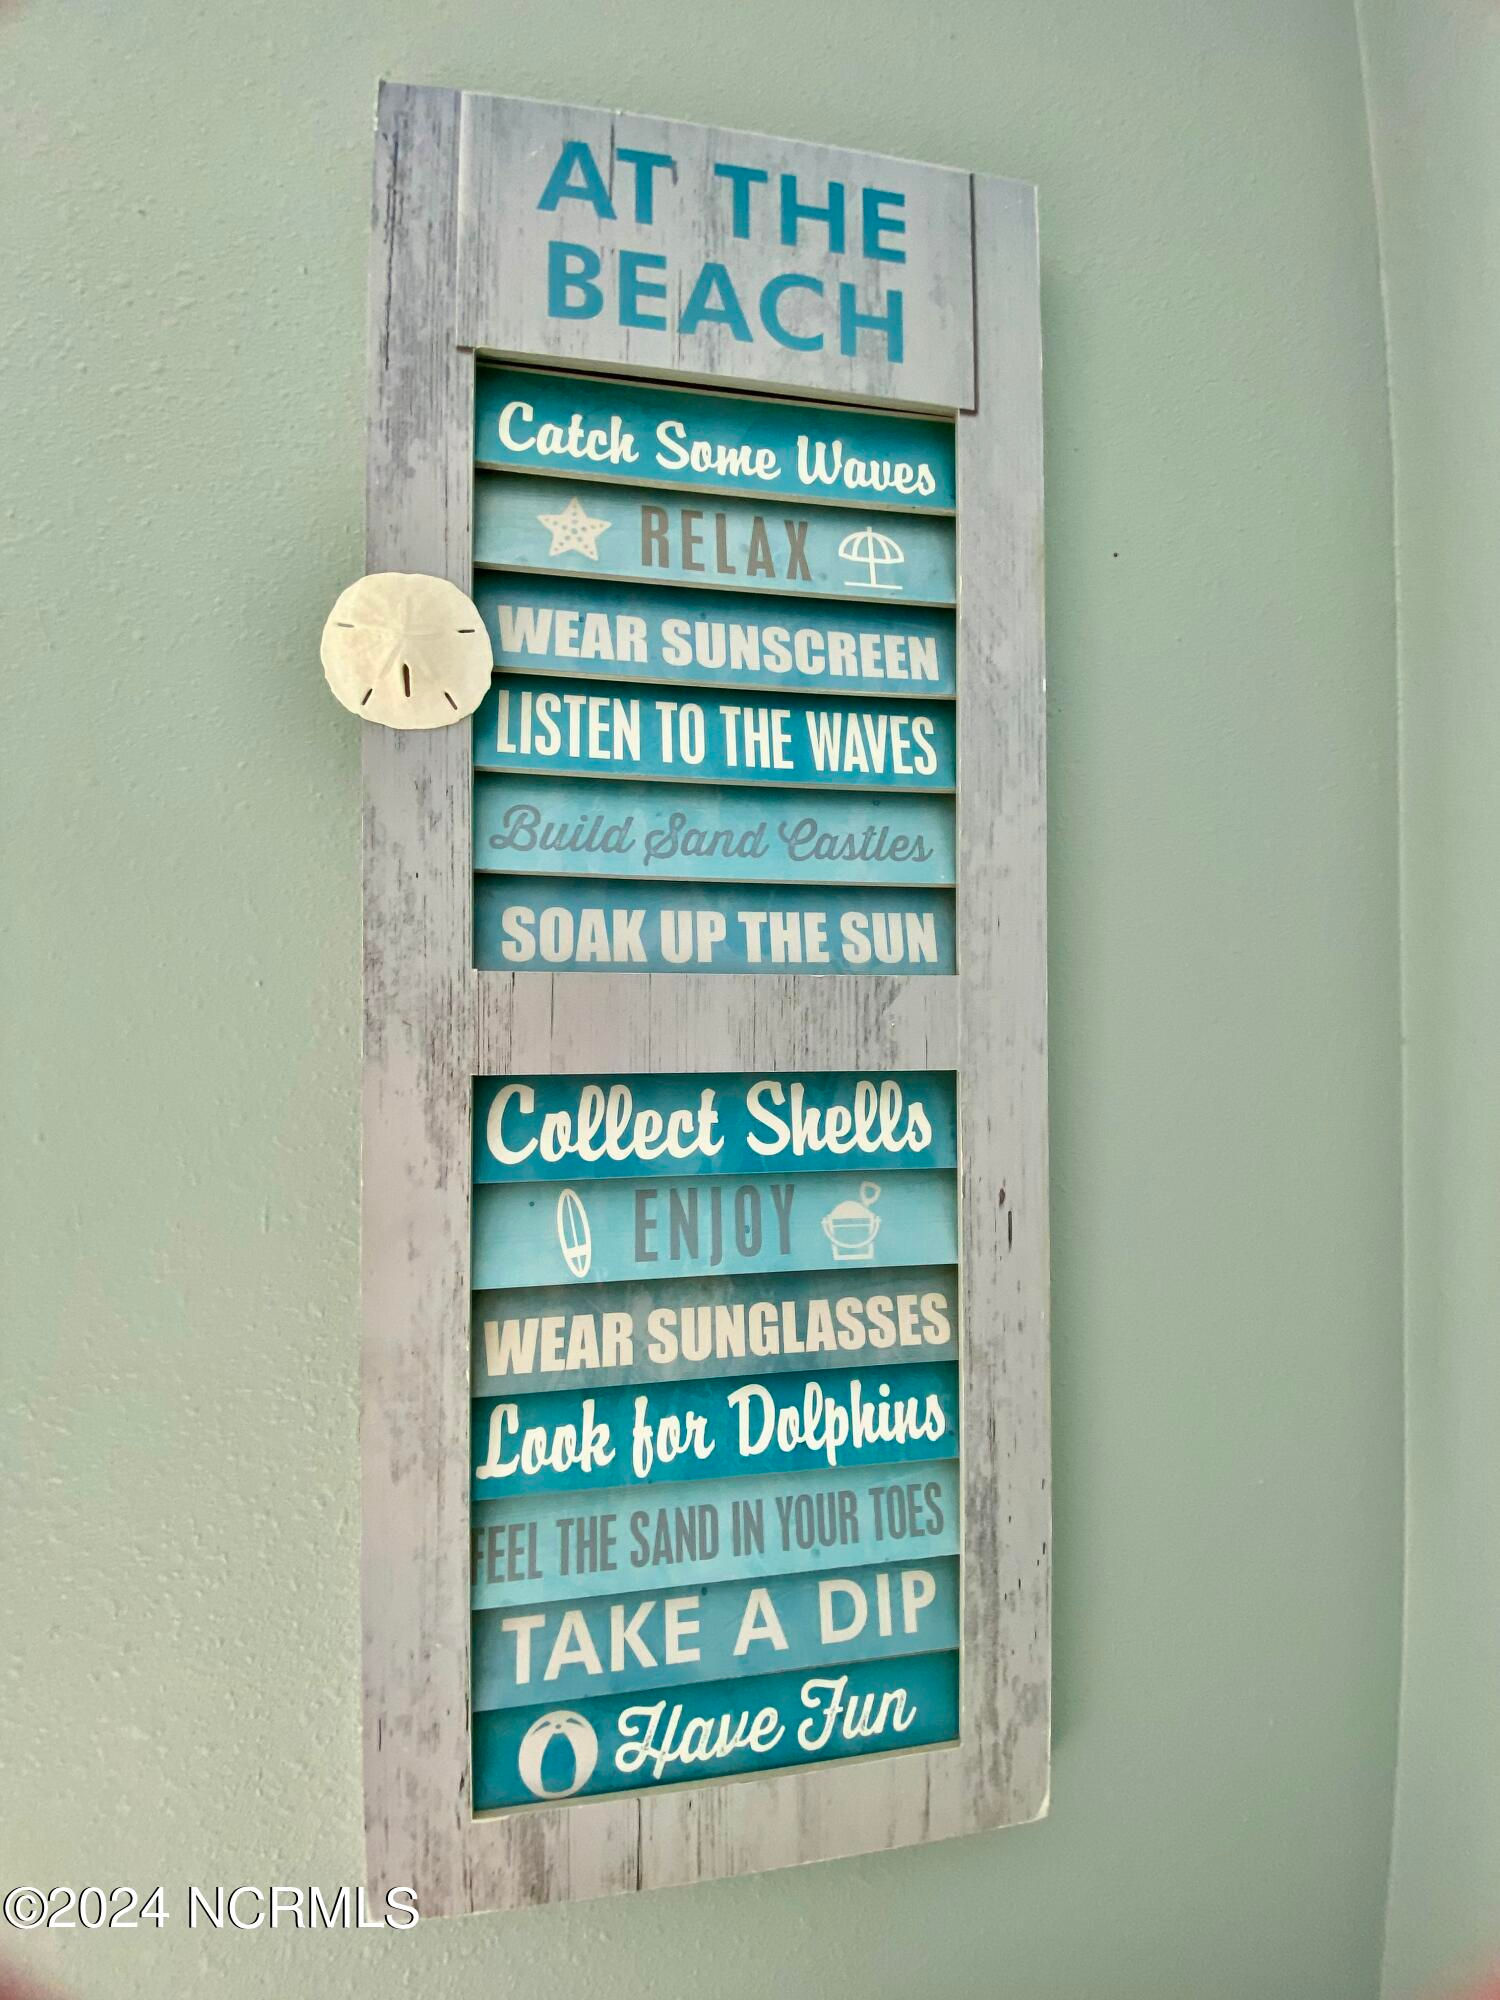 AT THE
BEACH
Catch Some Waves
RELAX
WEAR SUNSCREEN
LISTEN TO THE WAVES
Build Sand Castles
SOAK UP THE SUN
Collect Shells
ENJOY
WEAR SUNGLASSES
Look for Dolphins
FEEL THE SAND IN YOUR TOES
TAKE A DIP
Have Fun
©2024 NCRMLS